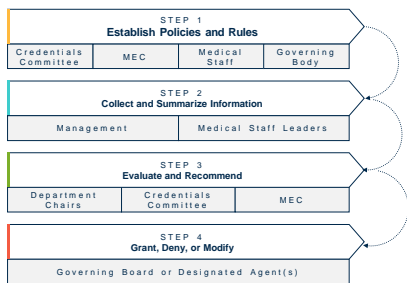 STEP 1
Establish Policies and Rules
Credentials
Committee
MEC
Medical
Staff
Governing
Body
STEP 2
Collect and Summarize Information
Management
Medical Staff Leaders
STEP 3
Evaluate and Recommend
Department
Chairs
Credentials
Committee
MEC
STEP 4
Grant, Deny, or Modify
Governing Board or Designated Agent(s)